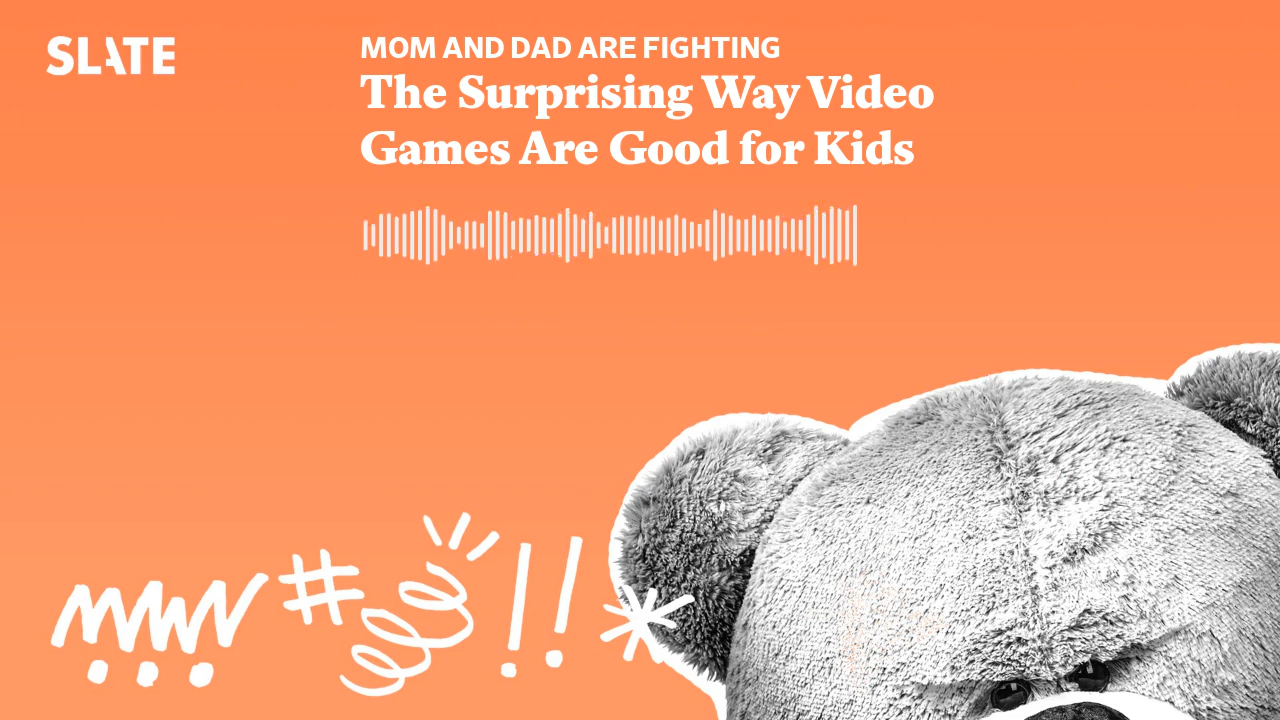 SLATE
MOM AND DAD ARE FIGHTING
The Surprising Way Video
Games Are Good for Kids